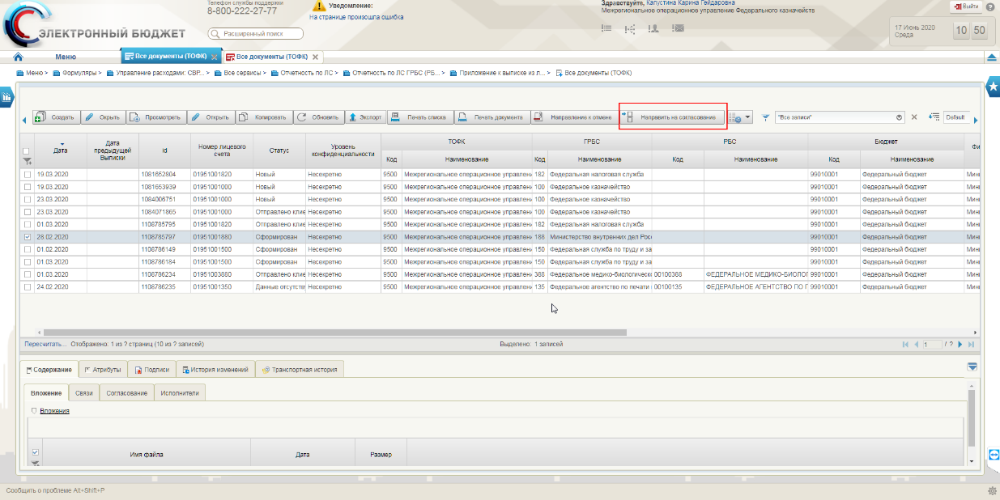 Телефон службы поддержки
8-800-222-27-77
Уведомление:
На странице произошла ошибка
Здравствуйте, Капустина Карина Гейдаровна
Межрегиональное операционное управление Федерального казначейств
Выйти
ЭЛЕКТРОННЫЙ БЮДЖЕТ
Расширенный поиск
17 Июнь 2020
Среда
10 50
Меню
Все документы (ТОФК)
Все документы (ТОФК)
Меню > Формуляры > Управление расходами: СВР... > Все сервисы > Отчетность по ЛС > Отчетность по ЛС ГРБС (РБ... > Приложение к выписке из л... > Все документы (ТОФК)
Создать Окрыть Просмотреть Открыть Копировать Обновить Экспорт Печать списка Печать документа Направление к отмене Направить на согласование "Все записи" Default
Дата Дата предыдущей Выписки id Номер лицевого счета Статус Уровень конфиденциальности ТОФК ГРБС РБС Бюджет Фи
Код Наименование Код Наименование Код Наименование Код Наименование
19.03.2020 1081652804 01951001820 Новый Несекретно 9500 Межрегиональное операционное управлени 182 Федеральная налоговая служба 99010001 Федеральный бюджет Мин
19.03.2020 1081653939 01951001000 Новый Несекретно 9500 Межрегиональное операционное управлени 100 Федеральное казначейство 99010001 Федеральный бюджет Мин
23.03.2020 1084006751 01951001000 Новый Несекретно 9500 Межрегиональное операционное управлени 100 Федеральное казначейство 99010001 Федеральный бюджет Мин
23.03.2020 1084071865 01951001000 Отправлено клие Несекретно 9500 Межрегиональное операционное управлени 100 Федеральное казначейство 99010001 Федеральный бюджет Мин
01.03.2020 1108785795 01951001820 Отправлено клие Несекретно 9500 Межрегиональное операционное управлени 182 Федеральная налоговая служба 99010001 Федеральный бюджет Мин
28.02.2020 1108785797 01951001880 Сформирован Несекретно 9500 Межрегиональное операционное управлени 188 Министерство внутренних дел Рос 99010001 Федеральный бюджет Мин
01.02.2020 1108786149 01951001500 Сформирован Несекретно 9500 Межрегиональное операционное управлени 150 Федеральная служба по труду и за 99010001 Федеральный бюджет Мин
01.03.2020 1108786184 01951001500 Сформирован Несекретно 9500 Межрегиональное операционное управлени 150 Федеральная служба по труду и за 99010001 Федеральный бюджет Мин
01.03.2020 1108786234 01951003880 Отправлено клие Несекретно 9500 Межрегиональное операционное управлени 388 Федеральное медико-биологическ 00100388 ФЕДЕРАЛЬНОЕ МЕДИКО-БИОЛОГ 99010001 Федеральный бюджет Мин
24.02.2020 1108786235 01951001350 Данные отсутств Несекретно 9500 Межрегиональное операционное управлени 135 Федеральное агентство по печати 00100135 ФЕДЕРАЛЬНОЕ АГЕНТСТВО ПО П 99010001 Федеральный бюджет Мин
Пересчитать... Отображено: 1 из ? страниц (10 из ? записей) Выделено: 1 записей 1 / ?
Содержание Атрибуты Подписи История изменений Транспортная история
Вложение Связи Согласование Исполнители
Вложения
Имя файла Дата Размер
Сообщить о проблеме Alt+Shift+P